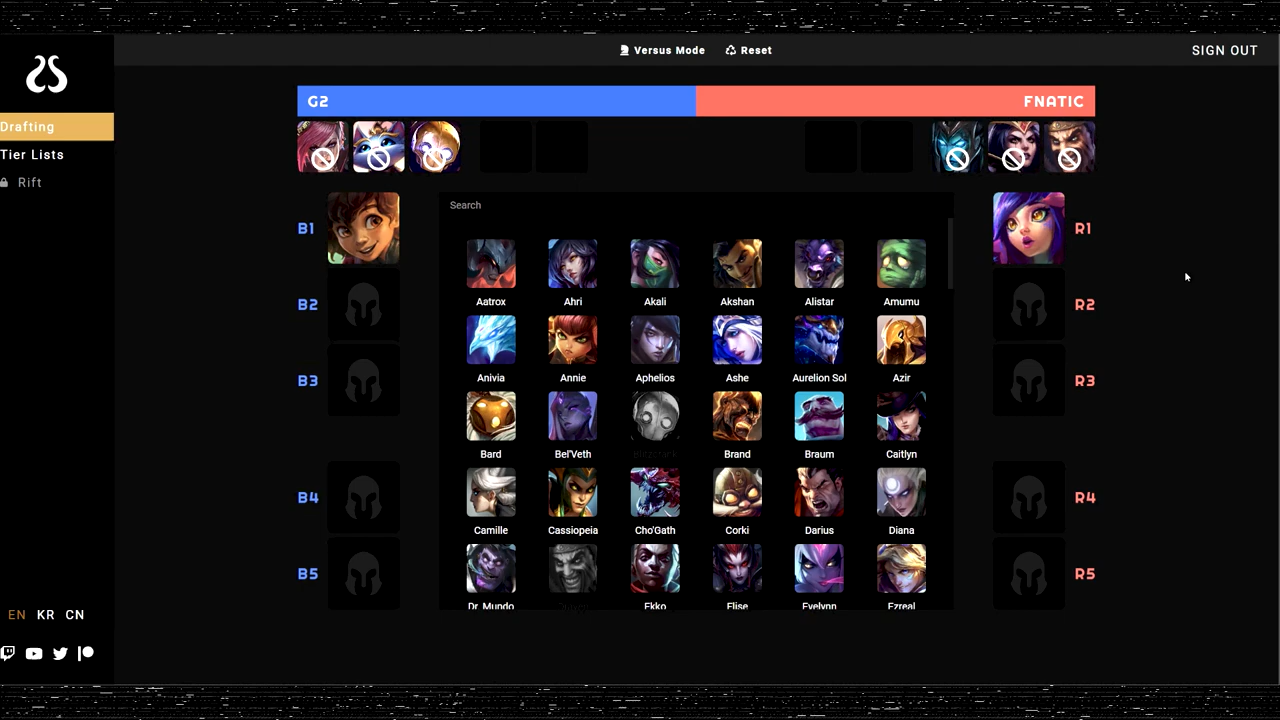 Versus Mode Reset
SIGN OUT
G2 FNATIC
Drafting
Tier Lists
Rift
Search
B1 R1
Aatrox Ahri Akali Akshan Alistar Amumu
B2 R2
Anivia Annie Aphelios Ashe Aurelion Sol Azir
B3 R3
Bard Bel'Veth Blitzcrank Brand Braum Caitlyn
B4 R4
Camille Cassiopeia Cho'Gath Corki Darius Diana
B5 R5
Dr. Mundo Ekko Elise Evelynn Ezreal
EN KR CN